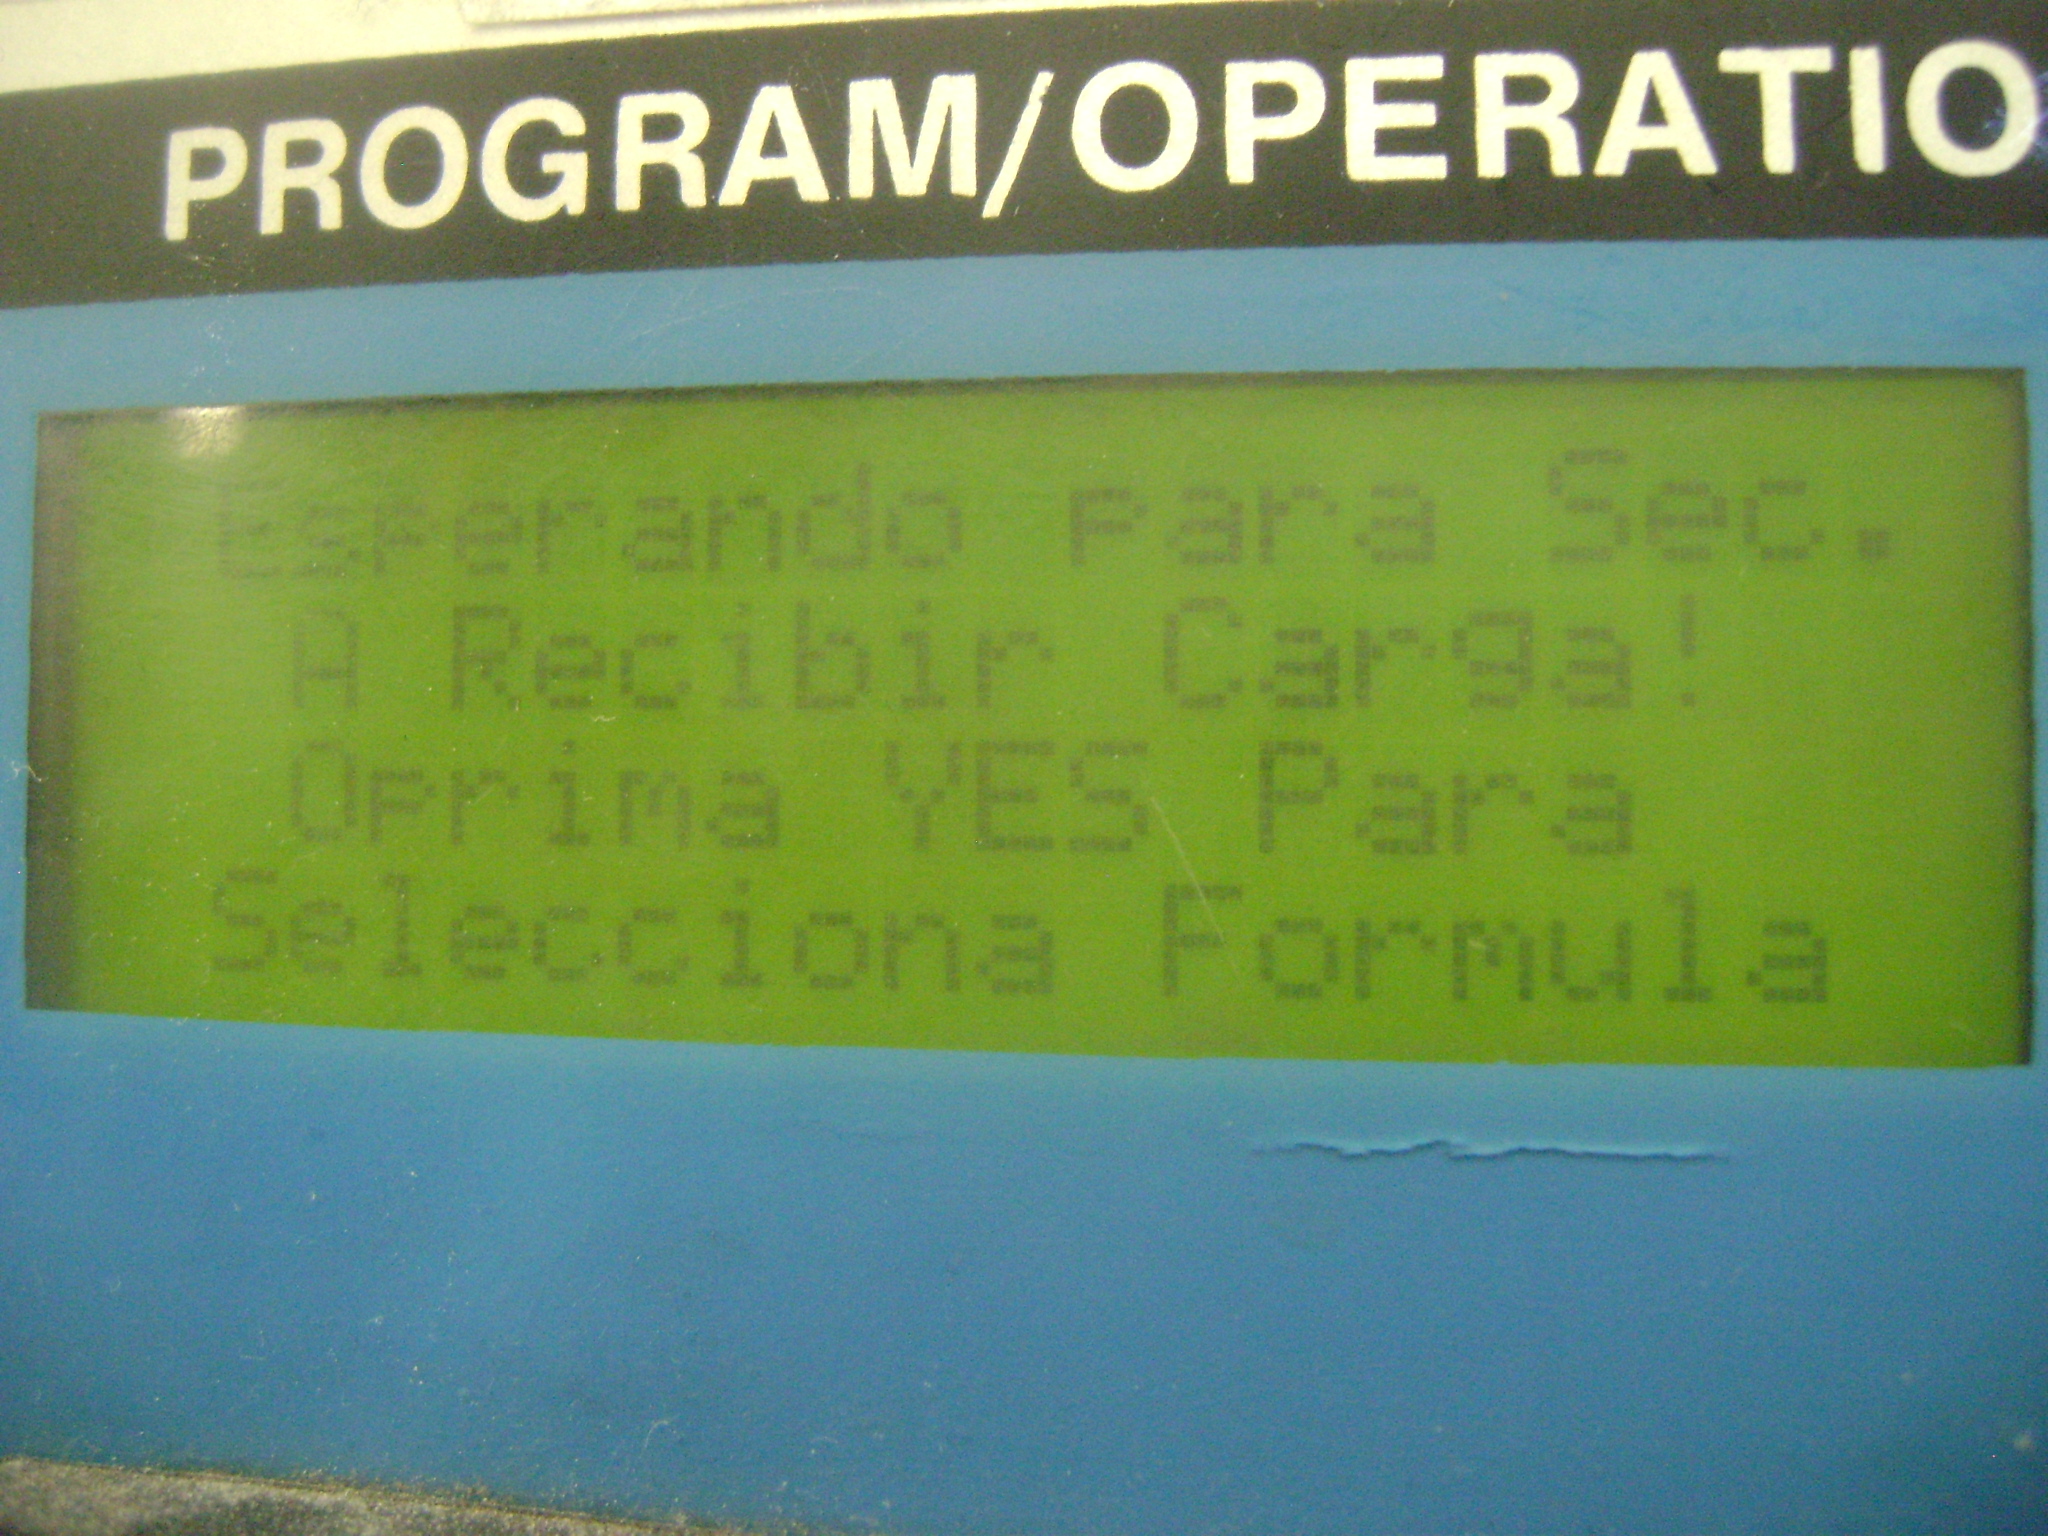 PROGRAM/OPERATIO
Esperando para Sec.
A Recibir Carga!
Oprima YES Para
Selecciona Formula